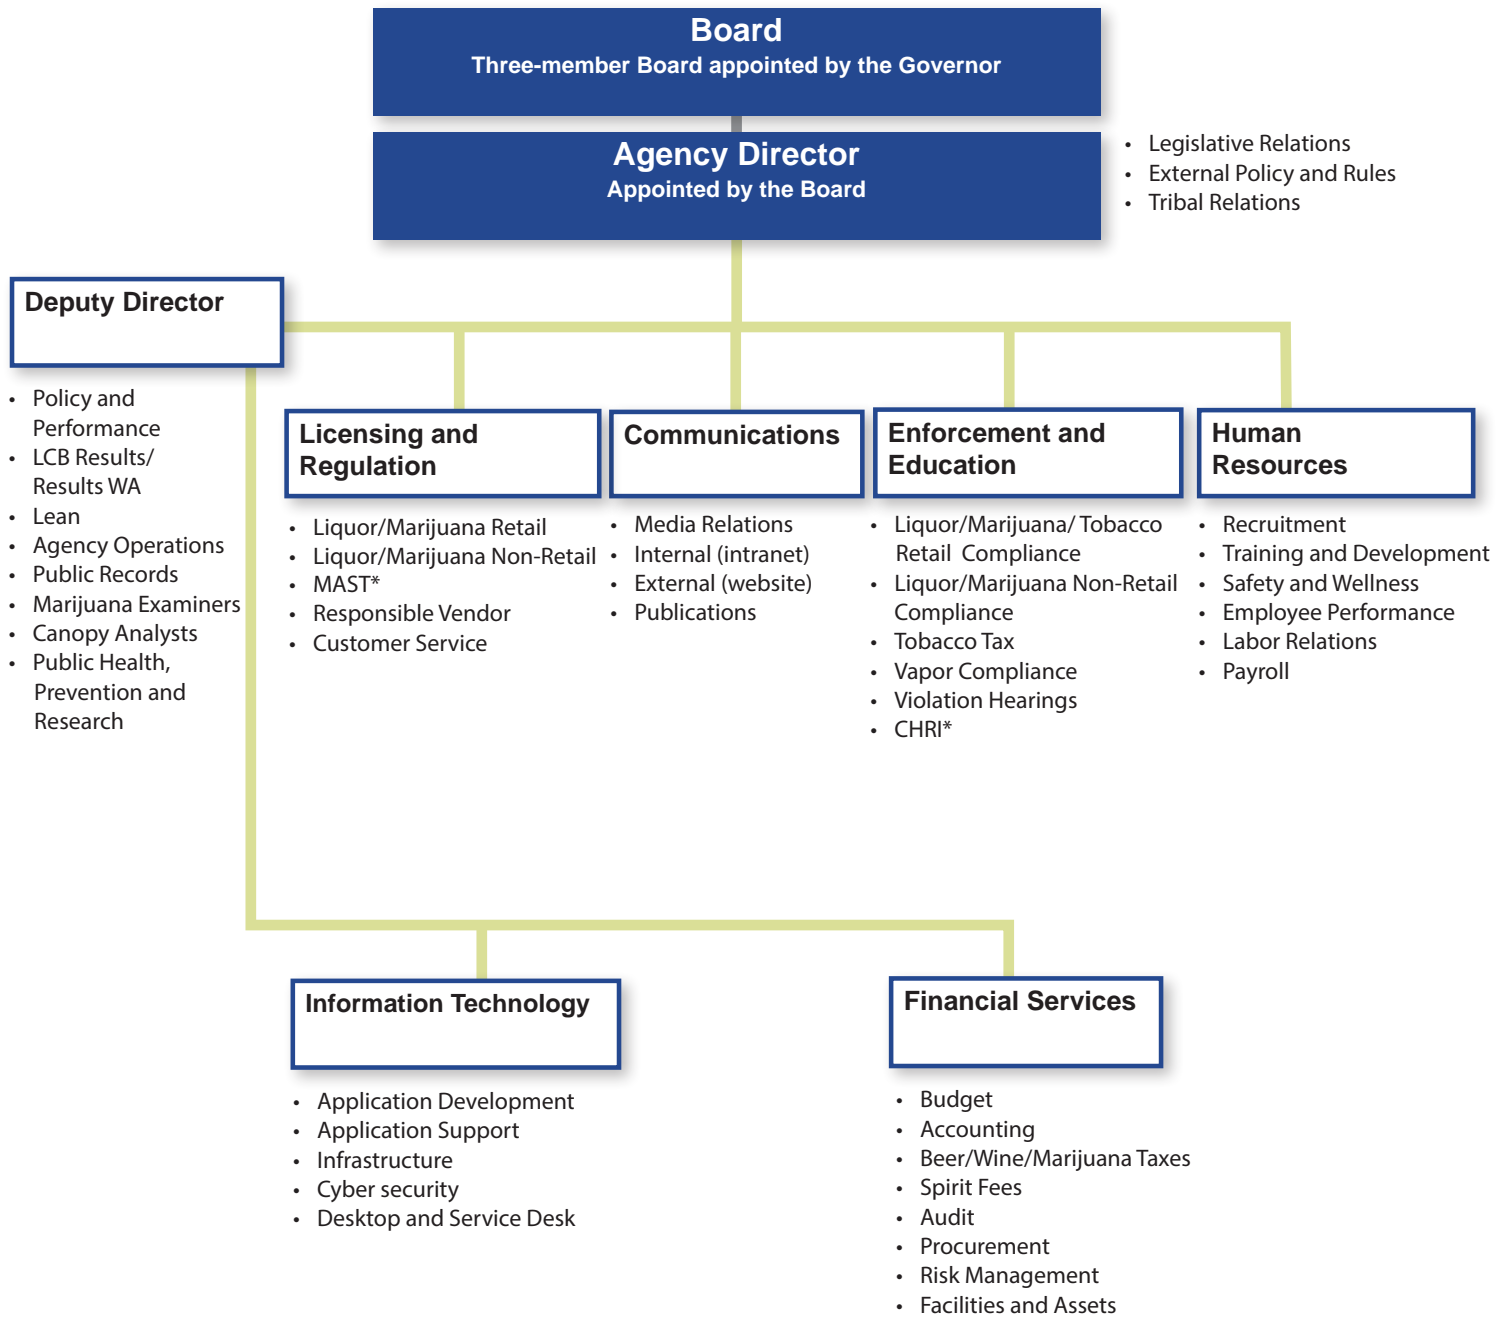 Board
Three-member Board appointed by the Governor
Agency Director
Appointed by the Board
• Legislative Relations
• External Policy and Rules
• Tribal Relations
Deputy Director
• Policy and
Performance
• LCB Results/
Results WA
• Lean
• Agency Operations
• Public Records
• Marijuana Examiners
• Canopy Analysts
• Public Health,
Prevention and
Research
Licensing and
Regulation
• Liquor/Marijuana Retail
• Liquor/Marijuana Non-Retail
• MAST*
• Responsible Vendor
• Customer Service
Communications
• Media Relations
• Internal (intranet)
• External (website)
• Publications
Enforcement and
Education
• Liquor/Marijuana/ Tobacco
Retail Compliance
• Liquor/Marijuana Non-Retail
Compliance
• Tobacco Tax
• Vapor Compliance
• Violation Hearings
• CHRI*
Human
Resources
• Recruitment
• Training and Development
• Safety and Wellness
• Employee Performance
• Labor Relations
• Payroll
Information Technology
• Application Development
• Application Support
• Infrastructure
• Cyber security
• Desktop and Service Desk
Financial Services
• Budget
• Accounting
• Beer/Wine/Marijuana Taxes
• Spirit Fees
• Audit
• Procurement
• Risk Management
• Facilities and Assets